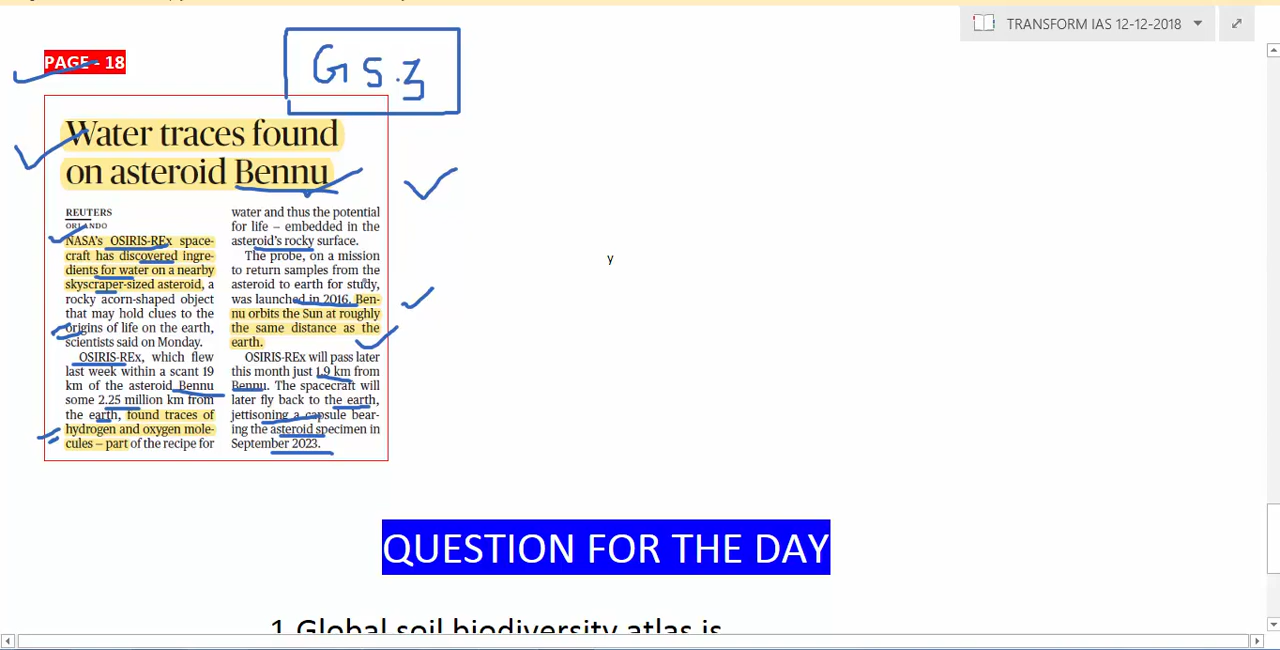 TRANSFORM IAS 12-12-2018
PAGE - 18
GS.3
Water traces found
on asteroid Bennu
REUTERS
ORLANDO
NASA's OSIRIS-REx space-
craft has discovered ingre-
dients for water on a nearby
skyscraper-sized asteroid, a
rocky acorn-shaped object
that may hold clues to the
origins of life on the earth,
scientists said on Monday.
OSIRIS-REx, which flew
last week within a scant 19
km of the asteroid Bennu
some 2.25 million km from
the earth, found traces of
hydrogen and oxygen mole-
cules – part of the recipe for
water and thus the potential
for life – embedded in the
asteroid's rocky surface.
The probe, on a mission
to return samples from the
asteroid to earth for study,
was launched in 2016. Ben-
nu orbits the Sun at roughly
the same distance as the
earth.
OSIRIS-REx will pass later
this month just 1.9 km from
Bennu. The spacecraft will
later fly back to the earth,
jettisoning a capsule bear-
ing the asteroid specimen in
September 2023.
y
QUESTION FOR THE DAY
1 Global soil biodiversity atlas is